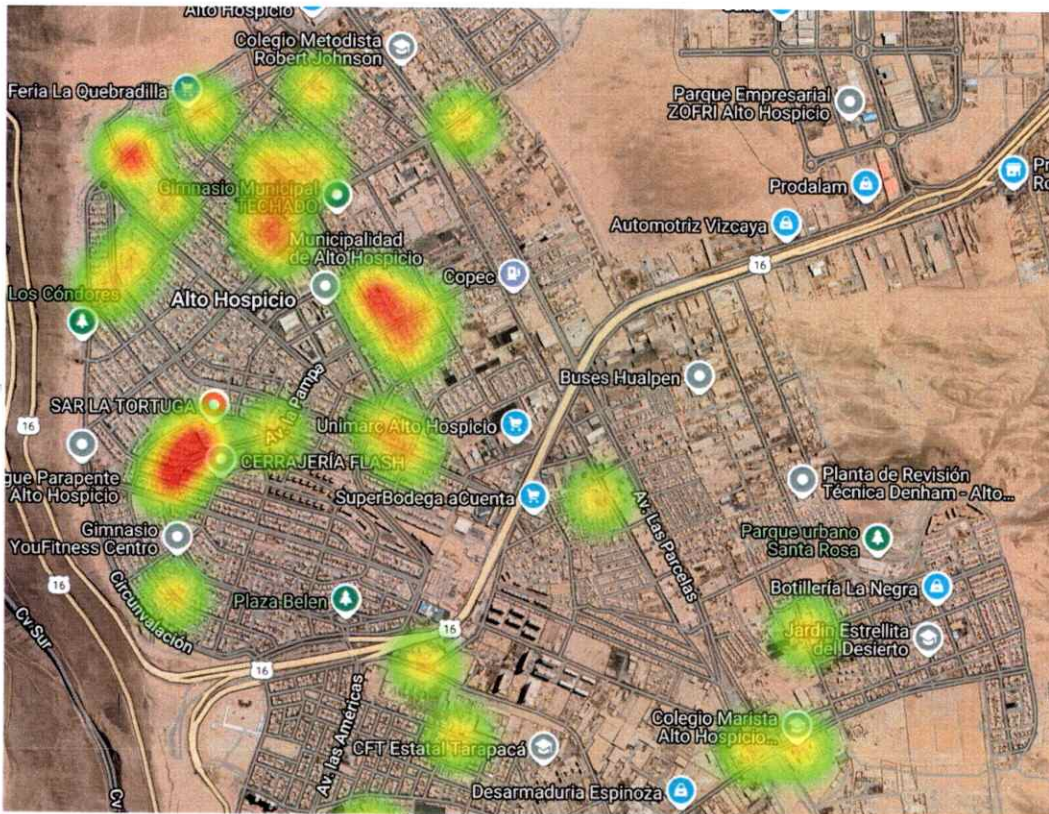 Alto Hospicio
Colegio Metodista
Robert Johnson
Feria La Quebradilla
Parque Empresarial
ZOFRI Alto Hospicio
Gimnasio Municipal
TECHADO
Prodalam
Automotriz Vizcaya
Municipalidad
de Alto Hospicio
16
Copec
Alto Hospicio
Los Cóndores
Av. la Pampa
Buses Hualpen
SAR LA TORTUGA
16
Unimarc Alto Hospicio
CERRAJERÍA FLASH
que Parapente
Alto Hospicio
SuperBodega aCuenta
Planta de Revisión
Técnica Denham - Alto...
Av. Las Parcelas
Gimnasio
YouFitness Centro
Parque urbano
Santa Rosa
16
Circunvalación
Plaza Belen
Botillería La Negra
Cv Sur
16
Jardin Estrellita
del Desierto
16
Av. las Américas
Colegio Marista
Alto Hospicio...
CFT Estatal Tarapacá
Desarmaduria Espinoza
Cv